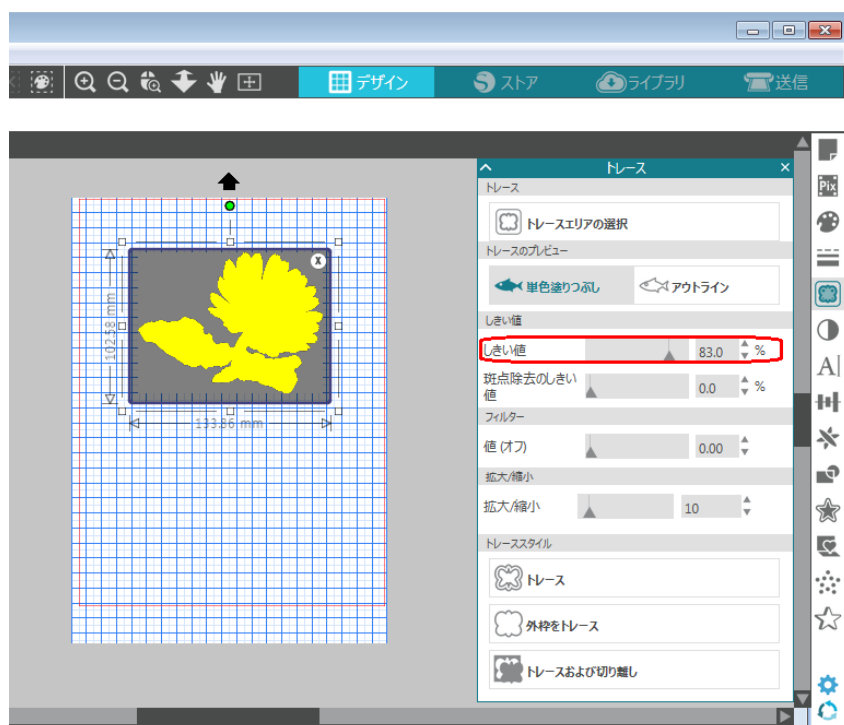 デザイン
ストア
ライブラリ
送信
トレース
トレース
トレースエリアの選択
トレースのプレビュー
単色塗りつぶし
アウトライン
しきい値
しきい値 83.0 %
斑点除去のしきい
値 0.0 %
フィルター
値 (オフ) 0.00
拡大/縮小
拡大/縮小 10
トレーススタイル
トレース
外枠をトレース
トレースおよび切り離し
102.58 mm
133.86 mm
X
Pix
A